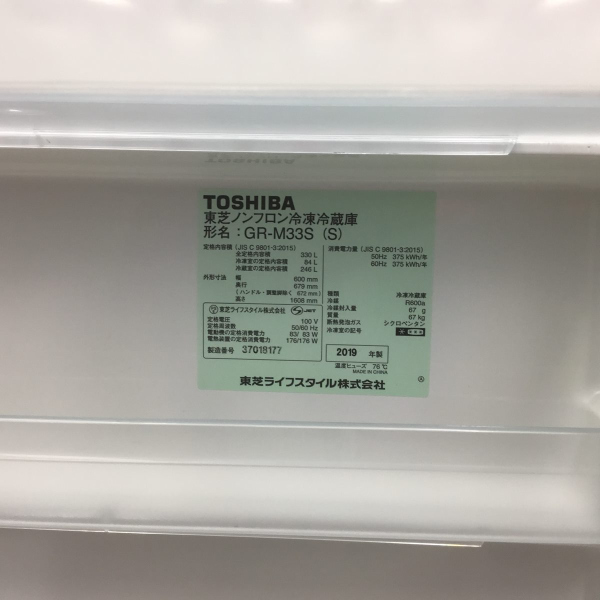 TOSHIBA
東芝ノンフロン冷凍冷蔵庫
形名：GR-M33S (S)
定格内容積 (JIS C 9801-3:2015)
全定格内容積 330 L
冷凍室の定格内容積 84 L
冷蔵室の定格内容積 246 L
外形寸法 幅 600 mm
奥行 679 mm
(ハンドル・調整脚除く 672 mm)
高さ 1608 mm
東芝ライフスタイル株式会社 JET
定格電圧 100 V
定格周波数 50/60 Hz
電動機の定格消費電力 83/ 83 W
電熱装置の定格消費電力 176/176 W
製造番号 37019177
消費電力量 (JIS C 9801-3:2015)
50Hz 375 kWh/年
60Hz 375 kWh/年
種類 冷凍冷蔵庫
冷媒 R600a
冷媒封入量 67 g
質量 67 kg
断熱発泡ガス シクロペンタン
冷凍室の記号
2019 年製
温度ヒューズ 76 ℃
MADE IN CHINA
東芝ライフスタイル株式会社